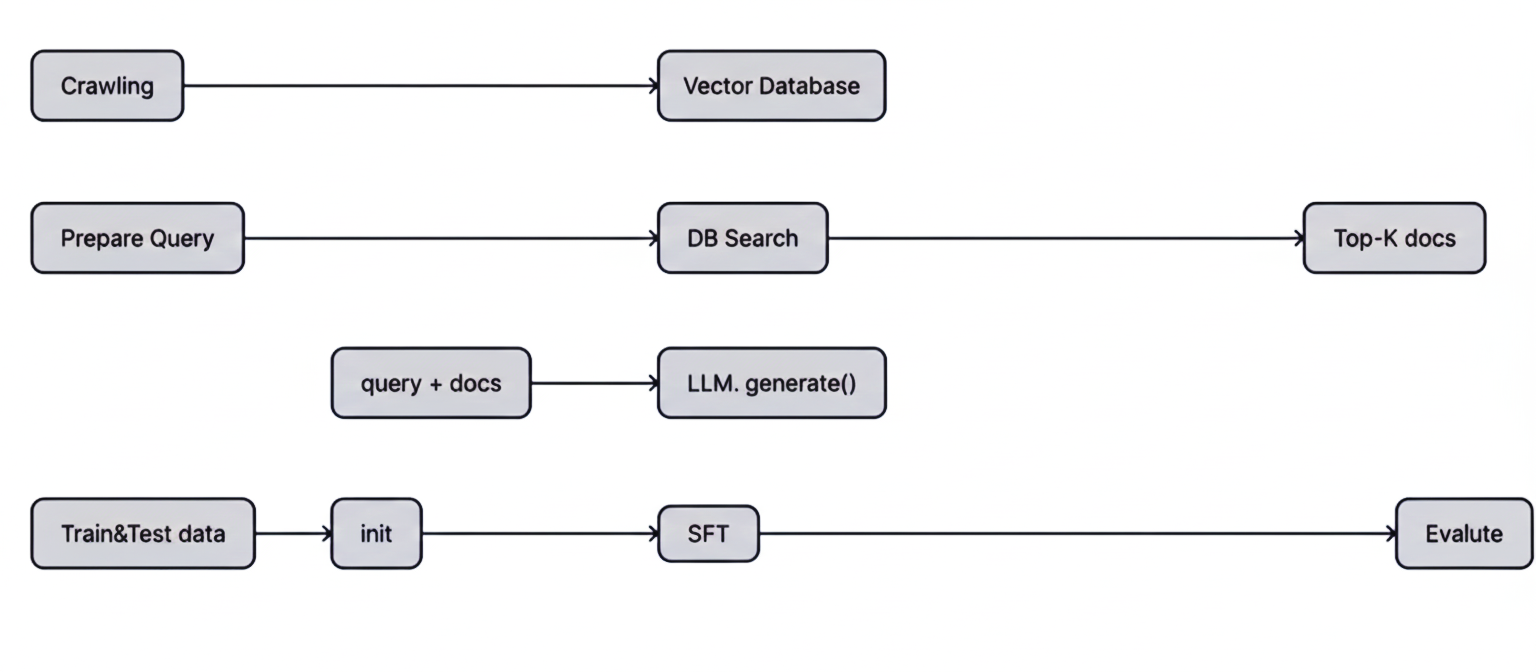 Crawling
Vector Database
Prepare Query
DB Search
Top-K docs
query + docs
LLM. generate()
Train&Test data
init
SFT
Evalute